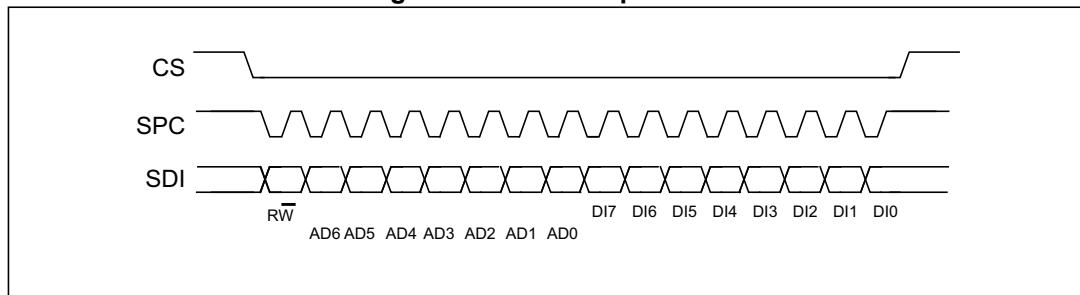 CS
SPC
SDI
RW
DI7 DI6 DI5 DI4 DI3 DI2 DI1 DI0
AD6 AD5 AD4 AD3 AD2 AD1 AD0